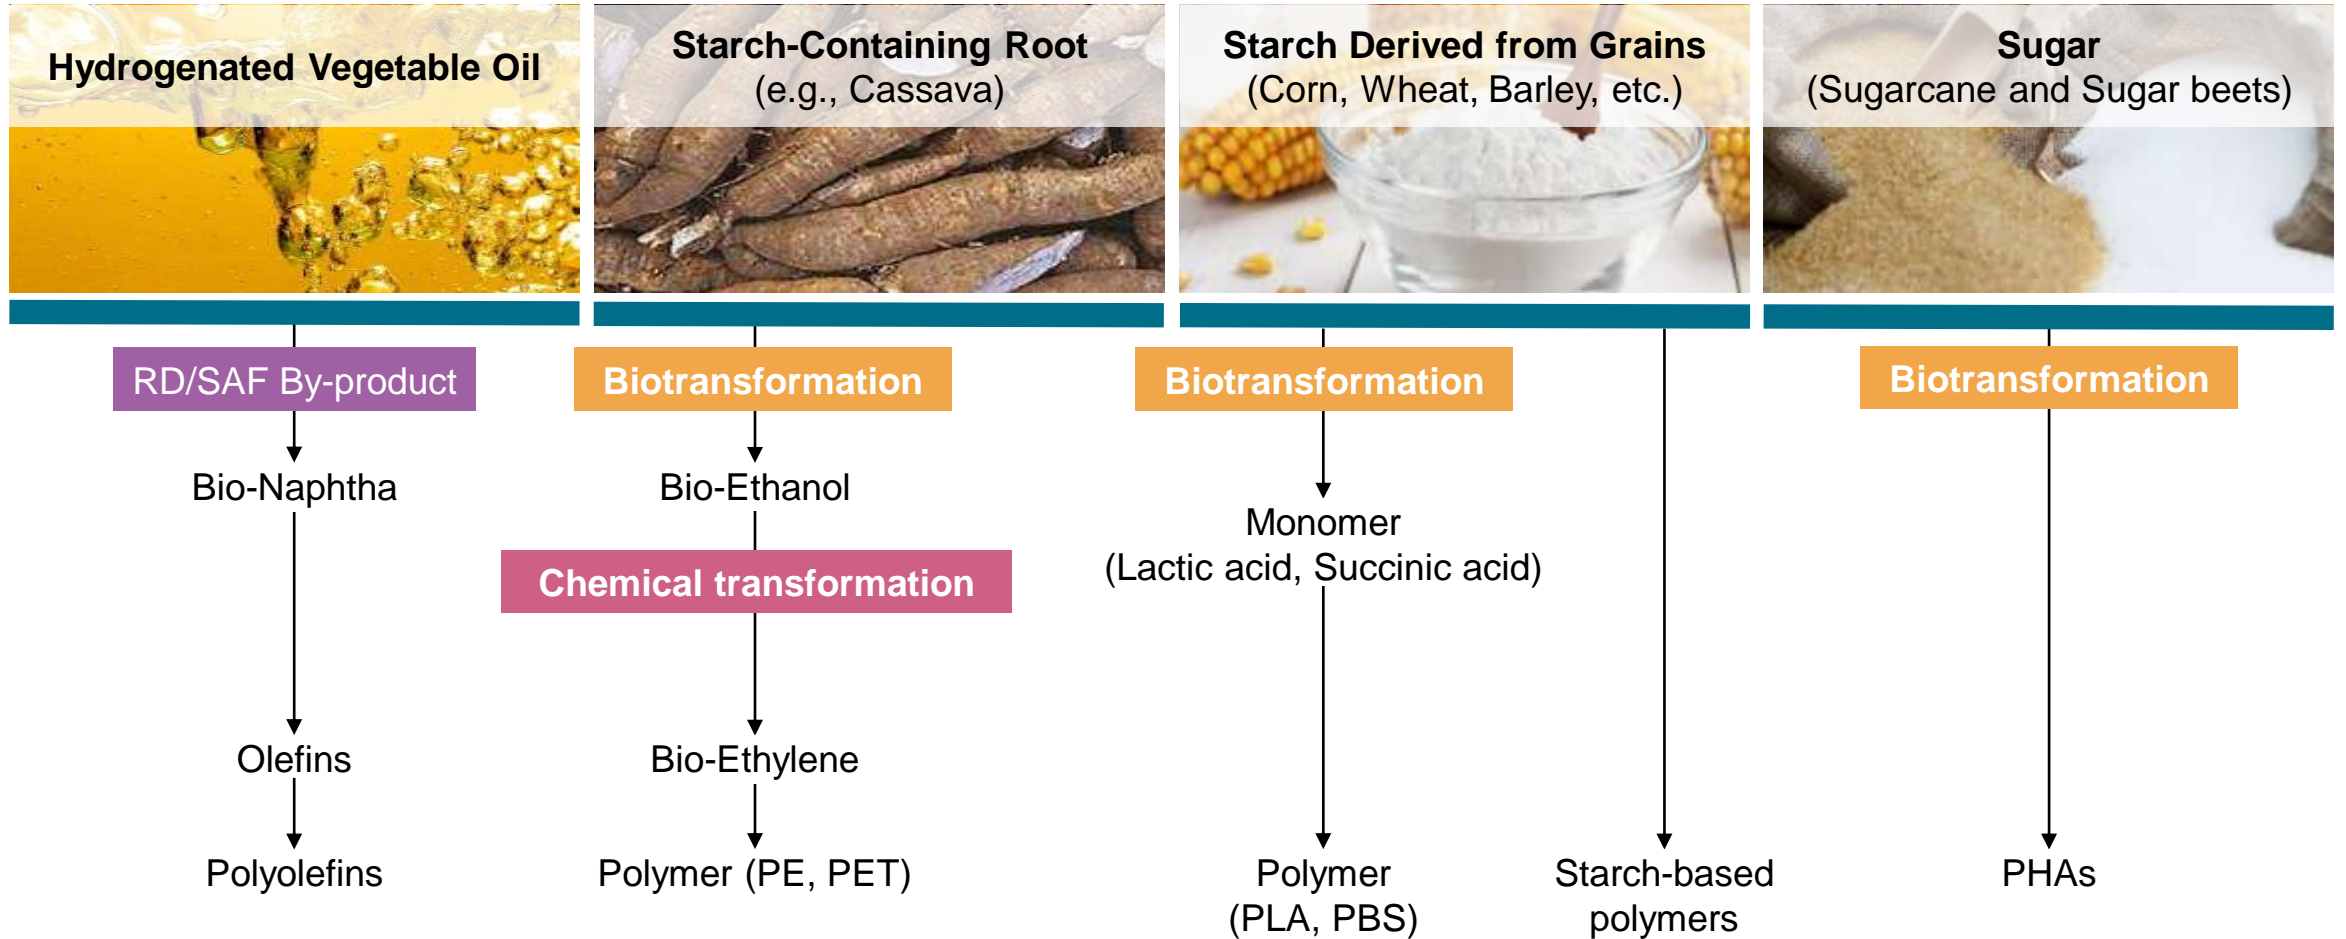 Hydrogenated Vegetable Oil
Starch-Containing Root
(e.g., Cassava)
Starch Derived from Grains
(Corn, Wheat, Barley, etc.)
Sugar
(Sugarcane and Sugar beets)
RD/SAF By-product
Biotransformation
Biotransformation
Biotransformation
Bio-Naphtha
Bio-Ethanol
Monomer
(Lactic acid, Succinic acid)
Chemical transformation
Olefins
Bio-Ethylene
Polyolefins
Polymer (PE, PET)
Polymer
(PLA, PBS)
Starch-based
polymers
PHAs